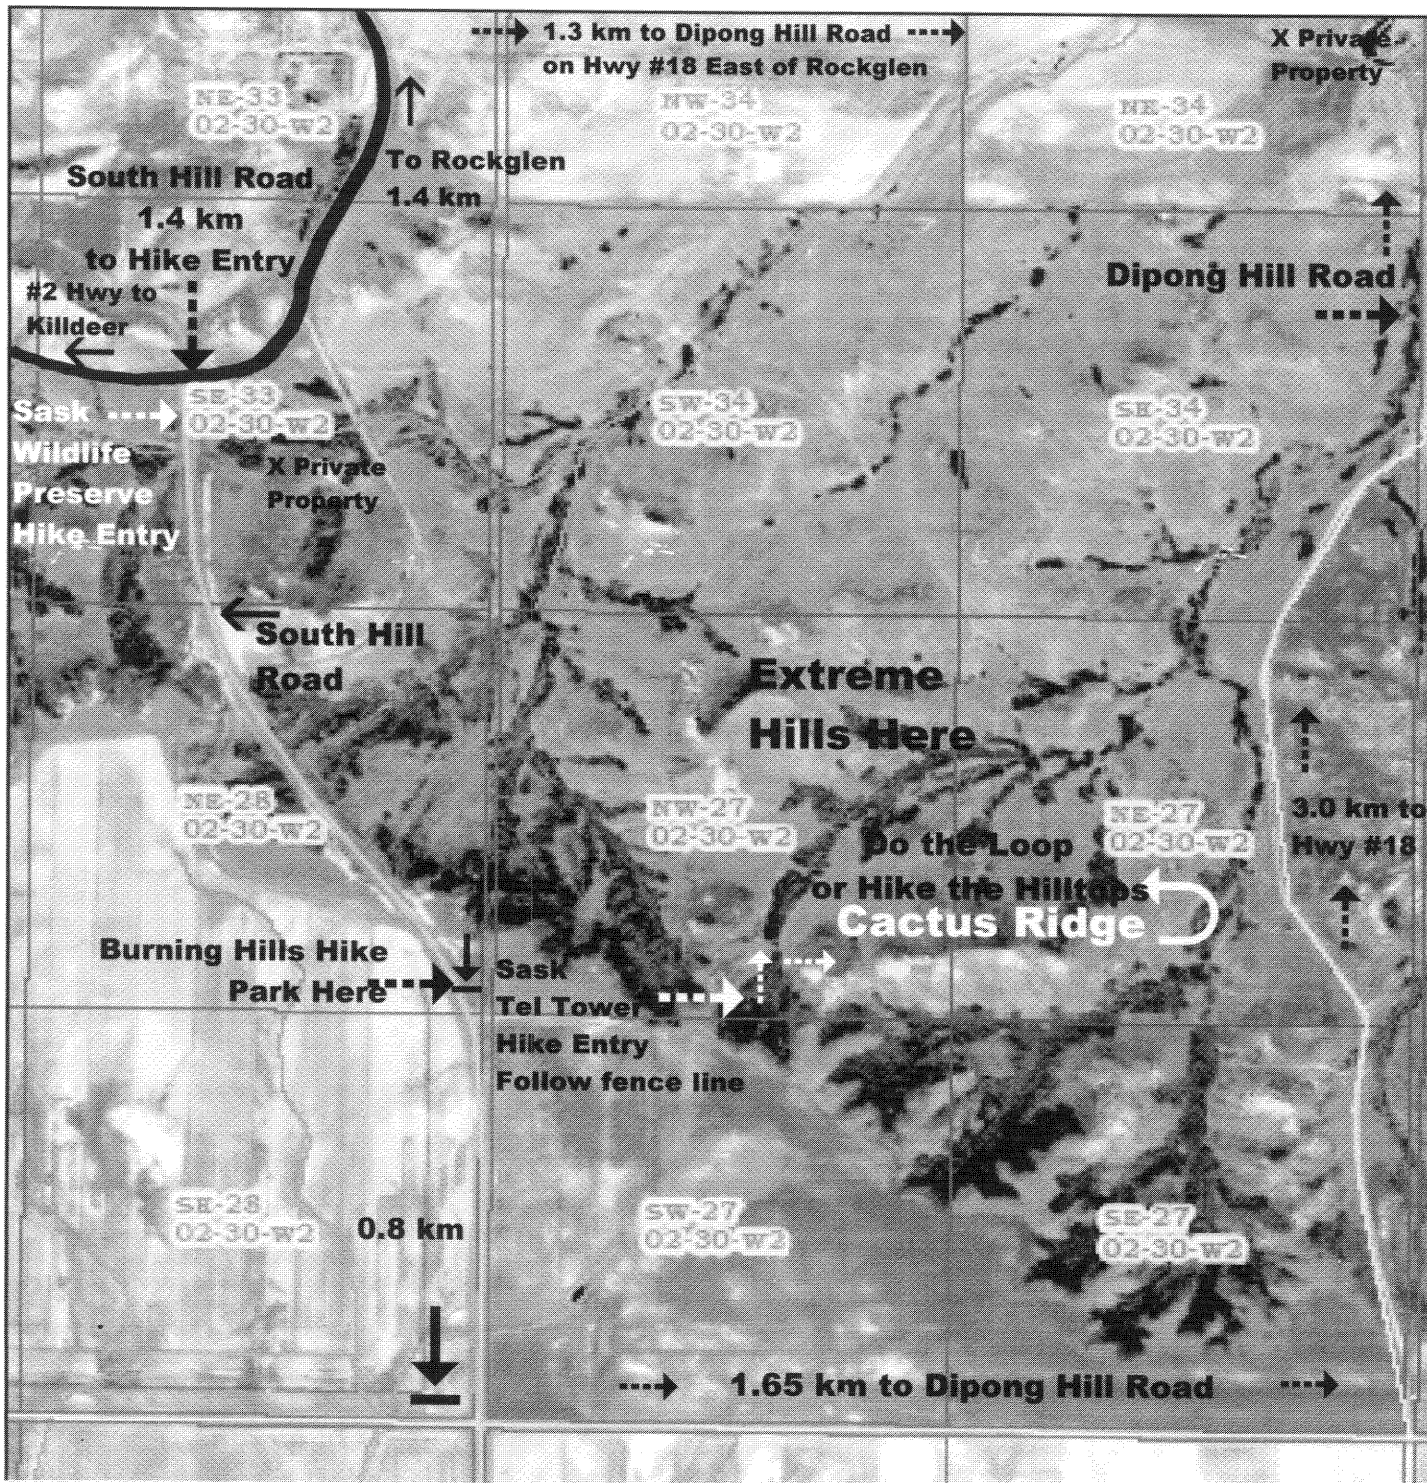 1.3 km to Dipong Hill Road
on Hwy #18 East of Rockglen
X Private
Property
NE-33
02-30-W2
NW-34
02-30-W2
NE-34
02-30-W2
To Rockglen
1.4 km
South Hill Road
1.4 km
to Hike Entry
#2 Hwy to
Killdeer
Dipong Hill Road
SE-33
02-30-W2
SW-34
02-30-W2
SE-34
02-30-W2
Sask
Wildlife
Preserve
Hike Entry
X Private
Property
South Hill
Road
Extreme
Hills Here
NE-28
02-30-W2
NW-27
02-30-W2
NE-27
02-30-W2
3.0 km to
Hwy #18
Do the Loop
or Hike the Hilltops
Cactus Ridge
Burning Hills Hike
Park Here
Sask
Tel Tower
Hike Entry
Follow fence line
SE-28
02-30-W2
0.8 km
SW-27
02-30-W2
SE-27
02-30-W2
1.65 km to Dipong Hill Road